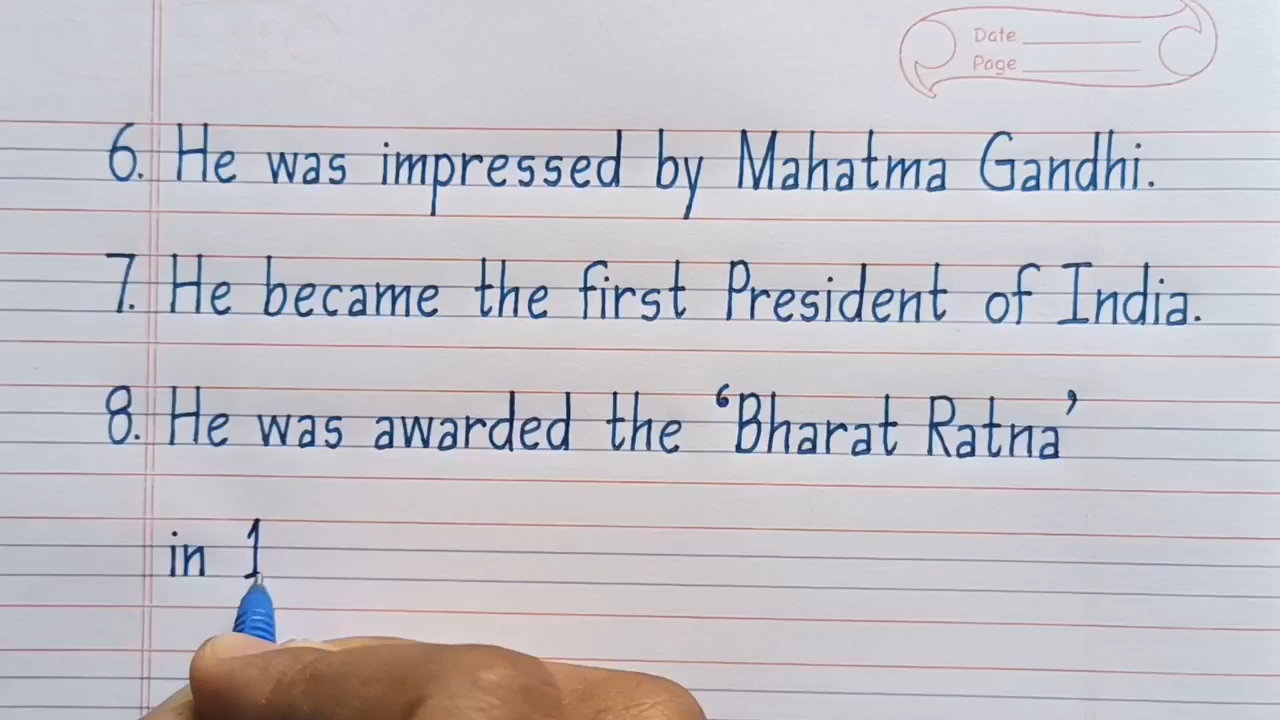 Date
Page
6. He was impressed by Mahatma Gandhi.
7. He became the first President of India.
8. He was awarded the ‘Bharat Ratna’
in 1